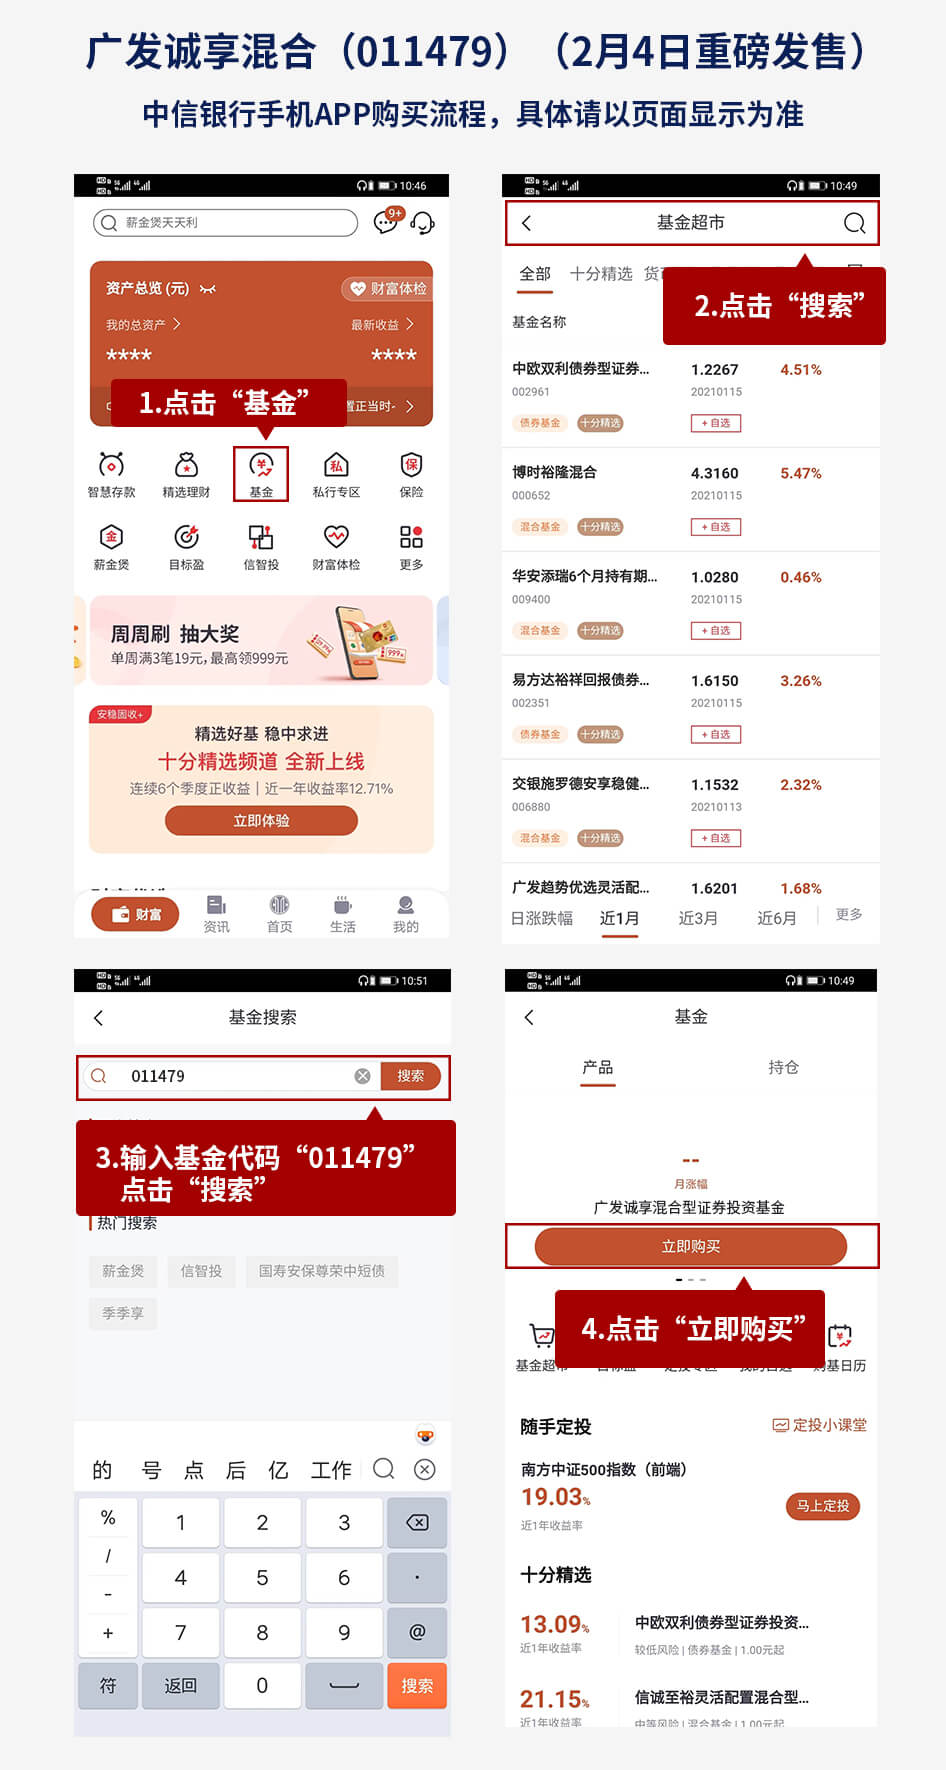 广发诚享混合（011479）（2月4日重磅发售）
中信银行手机APP购买流程，具体请以页面显示为准
10:46
薪金煲天天利
9+
资产总览 (元)
财富体检
我的总资产
最新收益
****
****
1.点击“基金”
置正当时-
智慧存款
精选理财
基金
私行专区
保险
薪金煲
目标盈
信智投
财富体检
更多
周周刷 抽大奖
单周满3笔19元，最高领999元
安稳固收+
精选好基 稳中求进
十分精选频道 全新上线
连续6个季度正收益｜近一年收益率12.71%
立即体验
财富
资讯
首页
生活
我的
10:49
基金超市
全部
十分精选
2.点击“搜索”
基金名称
中欧双利债券型证券...
1.2267
4.51%
002961
20210115
债券基金
十分精选
+自选
博时裕隆混合
4.3160
5.47%
000652
20210115
混合基金
十分精选
+自选
华安添瑞6个月持有期...
1.0280
0.46%
009400
20210115
混合基金
十分精选
+自选
易方达裕祥回报债券...
1.6150
3.26%
002351
20210115
债券基金
十分精选
+自选
交银施罗德安享稳健...
1.1532
2.32%
006880
20210113
混合基金
十分精选
+自选
广发趋势优选灵活配...
1.6201
1.68%
日涨跌幅
近1月
近3月
近6月
更多
10:51
基金搜索
011479
搜索
3.输入基金代码“011479”
点击“搜索”
热门搜索
薪金煲
信智投
国寿安保尊荣中短债
季季享
的 号 点 后 亿 工作
%
1
2
3
/
4
5
6
.
-
+
7
8
9
@
符
返回
0
搜索
10:49
基金
产品
持仓
--
月涨幅
广发诚享混合型证券投资基金
立即购买
4.点击“立即购买”
基金超市
购基日历
随手定投
定投小课堂
南方中证500指数（前端）
19.03%
近1年收益率
马上定投
十分精选
13.09%
中欧双利债券型证券投资...
近1年收益率
较低风险 | 债券基金 | 1.00元起
21.15%
信诚至裕灵活配置混合型...
近1年收益率
中等风险 | 混合基金 | 1.00元起